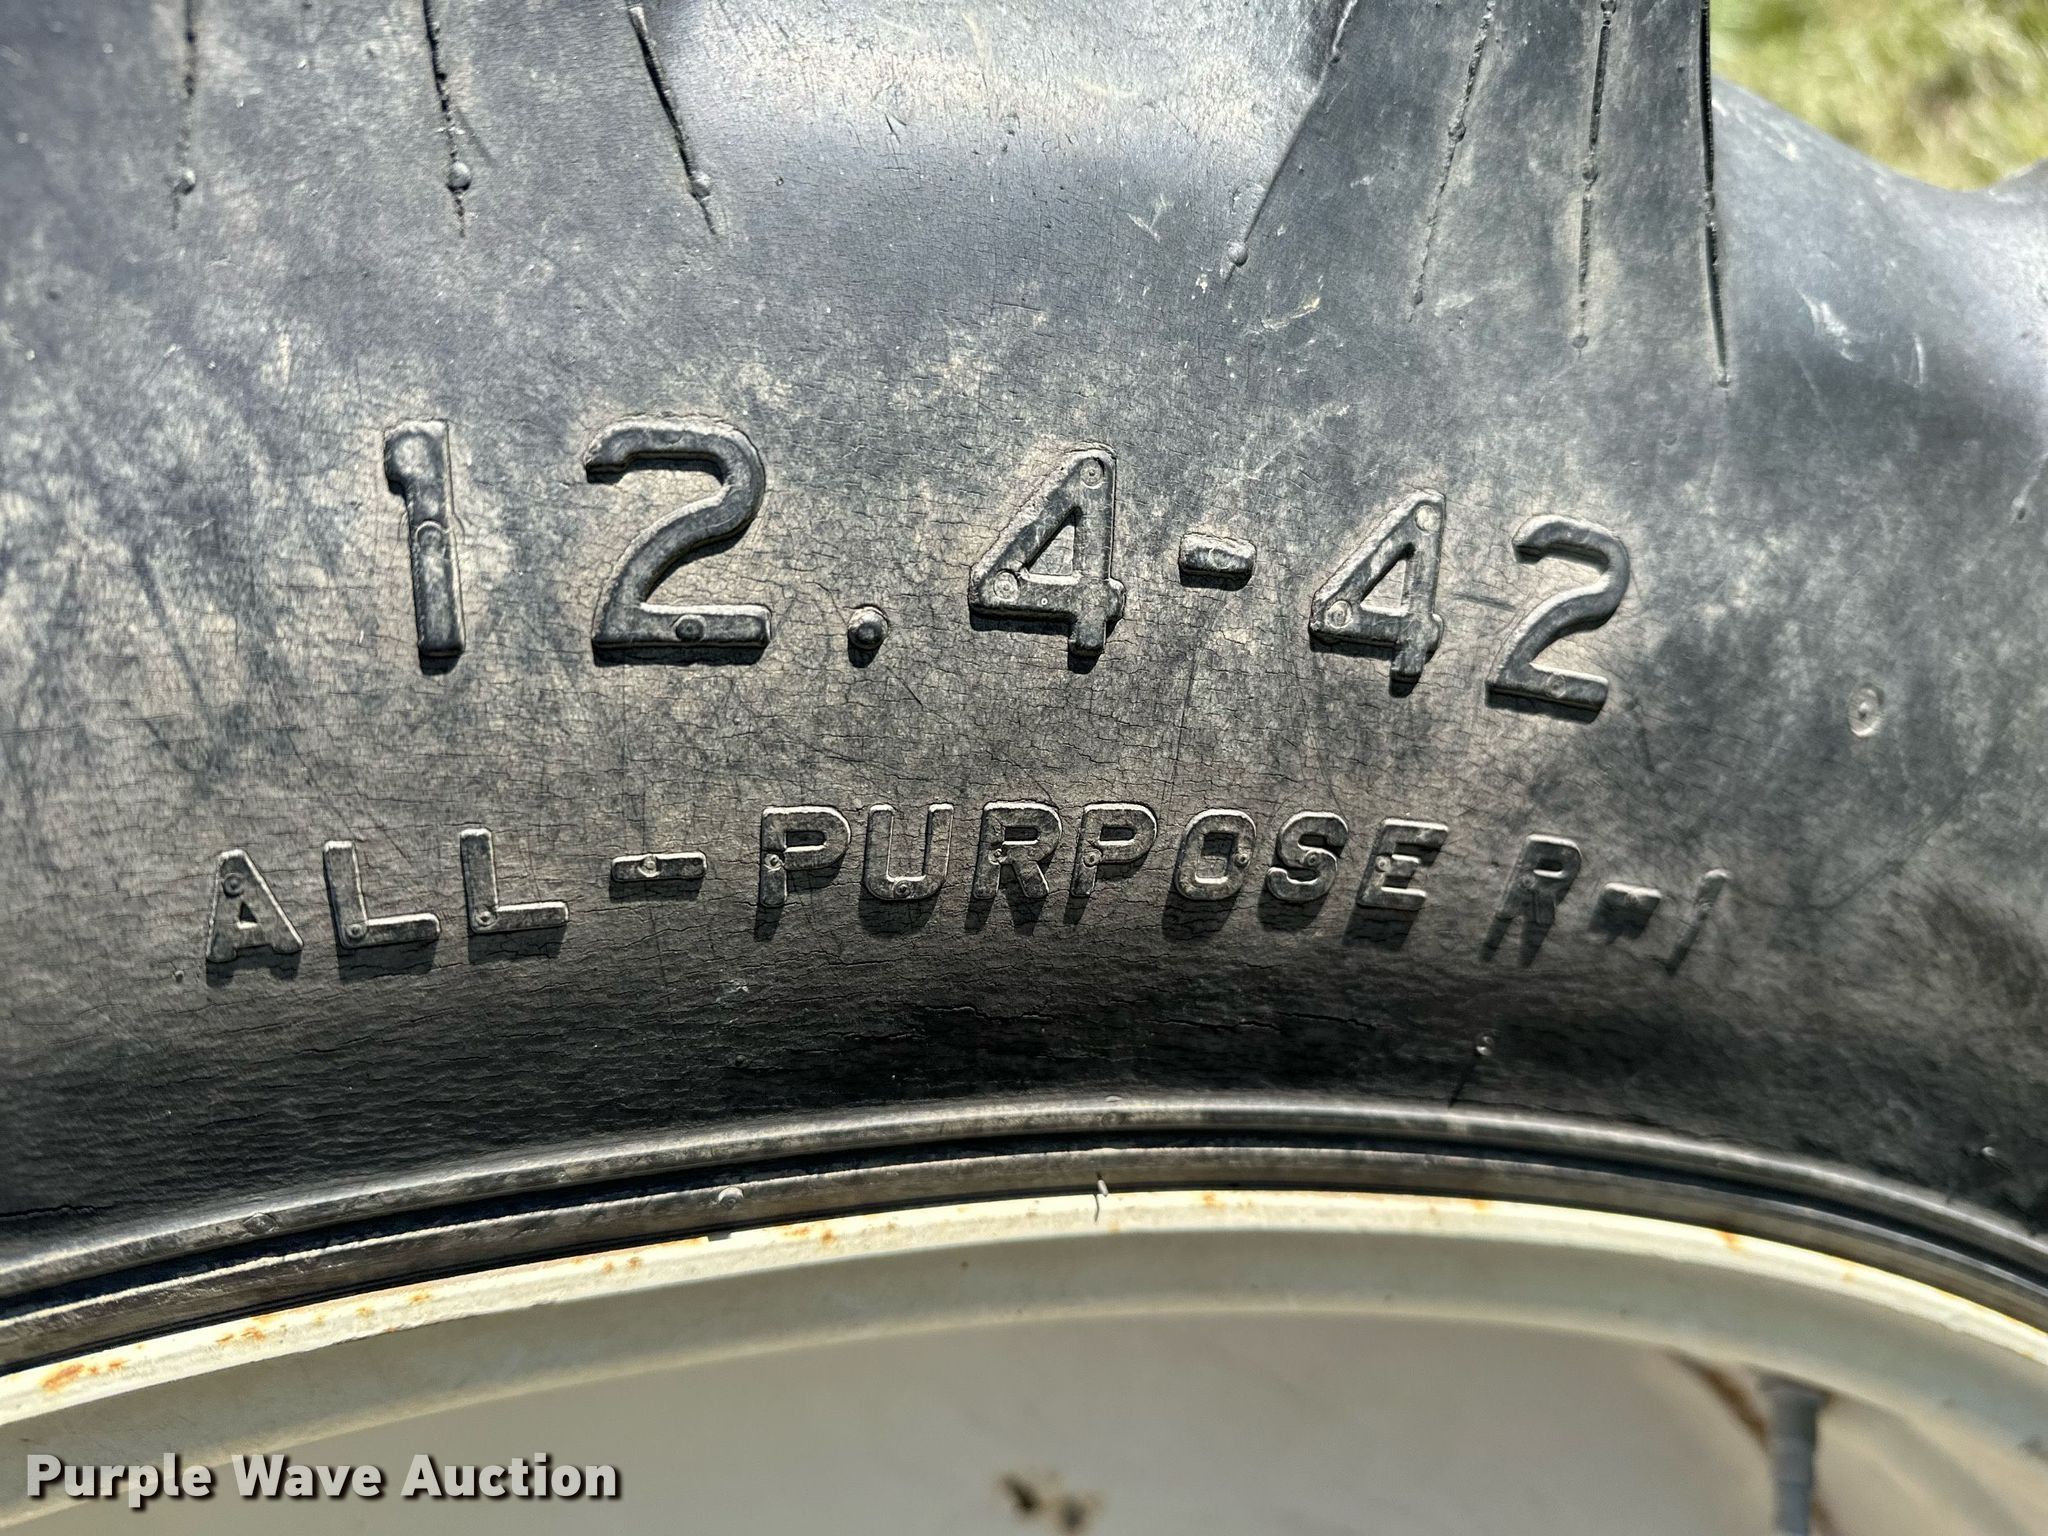 12.4-42
ALL-PURPOSE R-1
Purple Wave Auction